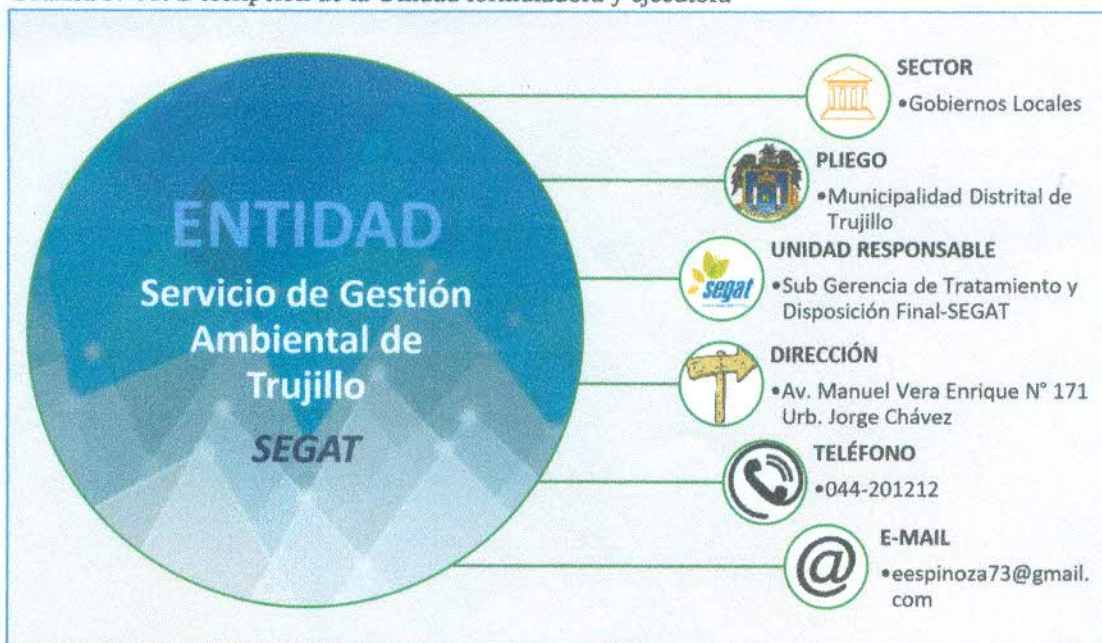 ENTIDAD
Servicio de Gestión
Ambiental de
Trujillo
SEGAT
SECTOR
•Gobiernos Locales
PLIEGO
•Municipalidad Distrital de
Trujillo
UNIDAD RESPONSABLE
segat
•Sub Gerencia de Tratamiento y
Disposición Final-SEGAT
DIRECCIÓN
•Av. Manuel Vera Enrique N° 171
Urb. Jorge Chávez
TELÉFONO
•044-201212
E-MAIL
@
•eespinoza73@gmail.
com